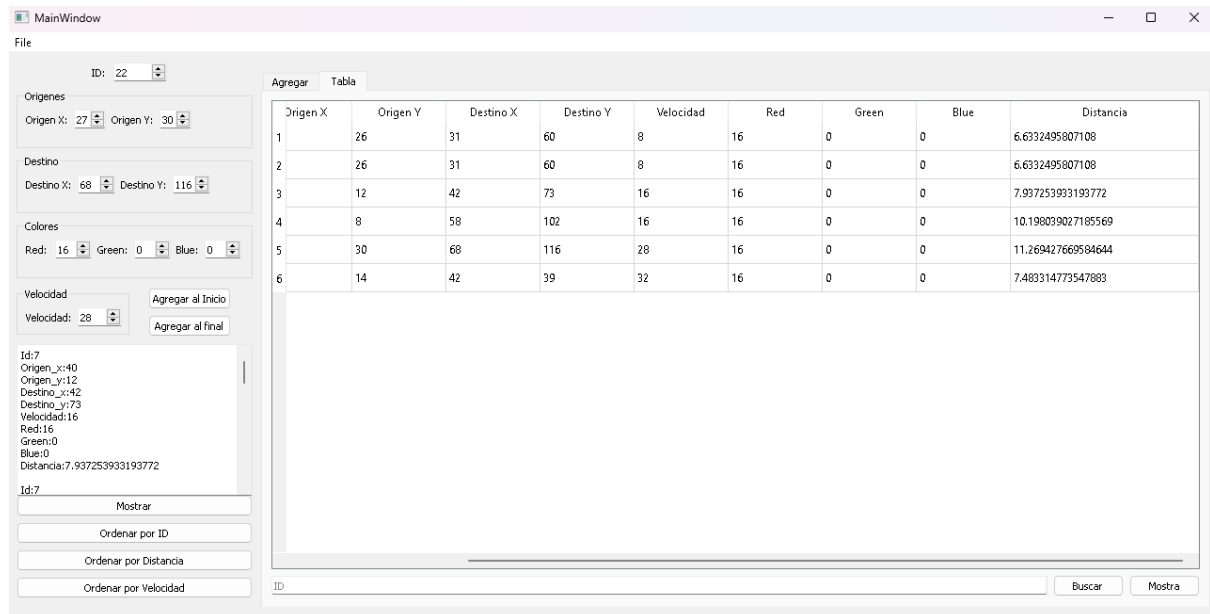 MainWindow
File
ID: 22
Origenes
Origen X: 27 Origen Y: 30
Destino
Destino X: 68 Destino Y: 116
Colores
Red: 16 Green: 0 Blue: 0
Velocidad
Velocidad: 28
Agregar al Inicio
Agregar al final
Id:7
Origen_x:40
Origen_y:12
Destino_x:42
Destino_y:73
Velocidad:16
Red:16
Green:0
Blue:0
Distancia:7.937253933193772
Id:7
Mostrar
Ordenar por ID
Ordenar por Distancia
Ordenar por Velocidad
Agregar Tabla
Origen X Origen Y Destino X Destino Y Velocidad Red Green Blue Distancia
1 26 31 60 8 16 0 0 6.6332495807108
2 26 31 60 8 16 0 0 6.6332495807108
3 12 42 73 16 16 0 0 7.937253933193772
4 8 58 102 16 16 0 0 10.198039027185569
5 30 68 116 28 16 0 0 11.269427669584644
6 14 42 39 32 16 0 0 7.483314773547883
ID Buscar Mostra